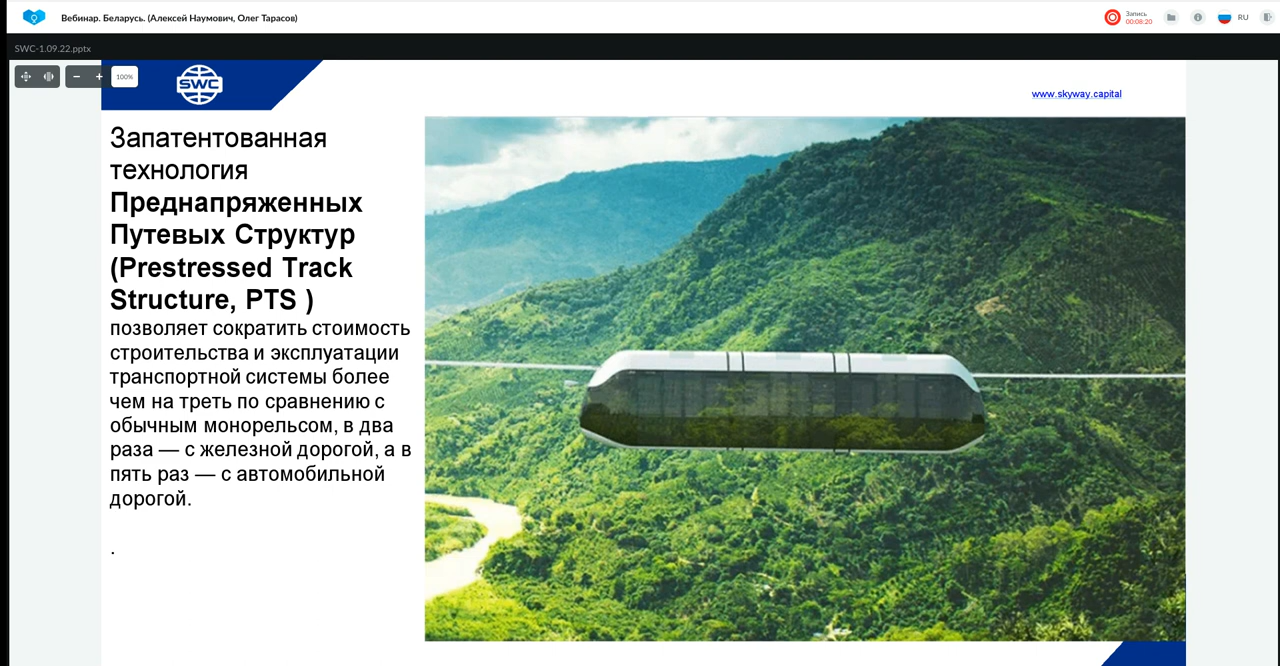 Вебинар. Беларусь. (Алексей Наумович, Олег Тарасов)
Запись
00:08:20
RU
SWC-1.09.22.pptx
100%
SWC
www.skyway.capital
Запатентованная
технология
Преднапряженных
Путевых Структур
(Prestressed Track
Structure, PTS )
позволяет сократить стоимость
строительства и эксплуатации
транспортной системы более
чем на треть по сравнению с
обычным монорельсом, в два
раза — с железной дорогой, а в
пять раз — с автомобильной
дорогой.
.